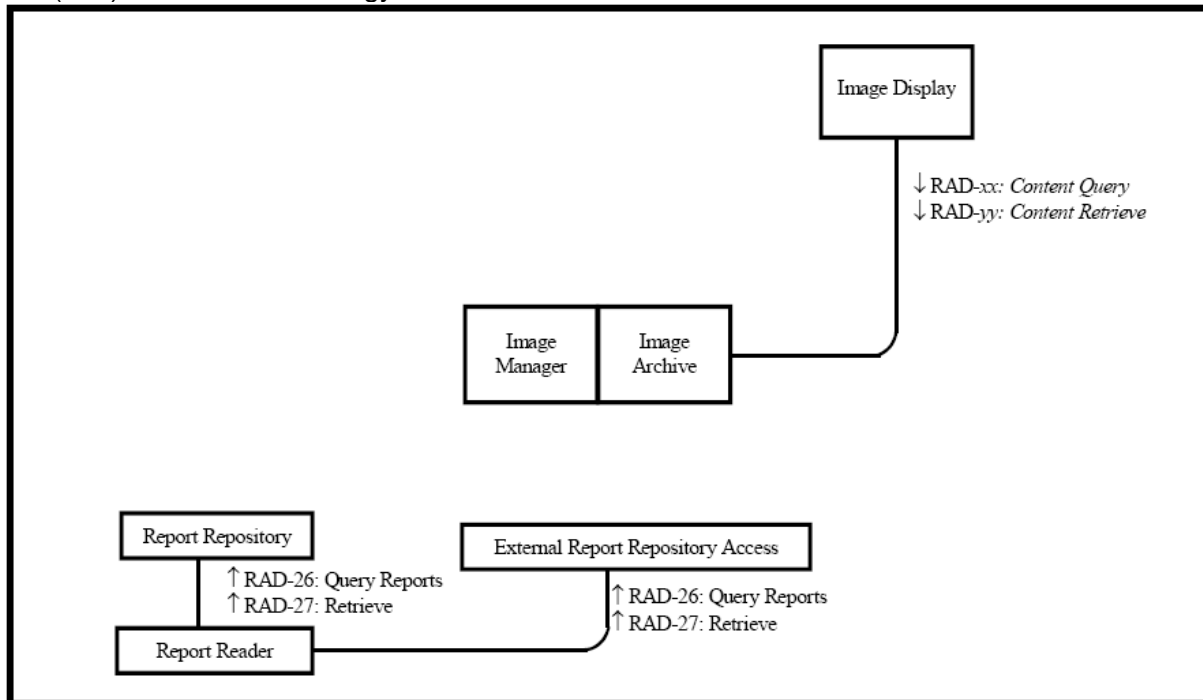 Image Display
↓ RAD-xx: Content Query
↓ RAD-yy: Content Retrieve
Image
Manager
Image
Archive
Report Repository
External Report Repository Access
↑ RAD-26: Query Reports
↑ RAD-27: Retrieve
↑ RAD-26: Query Reports
↑ RAD-27: Retrieve
Report Reader